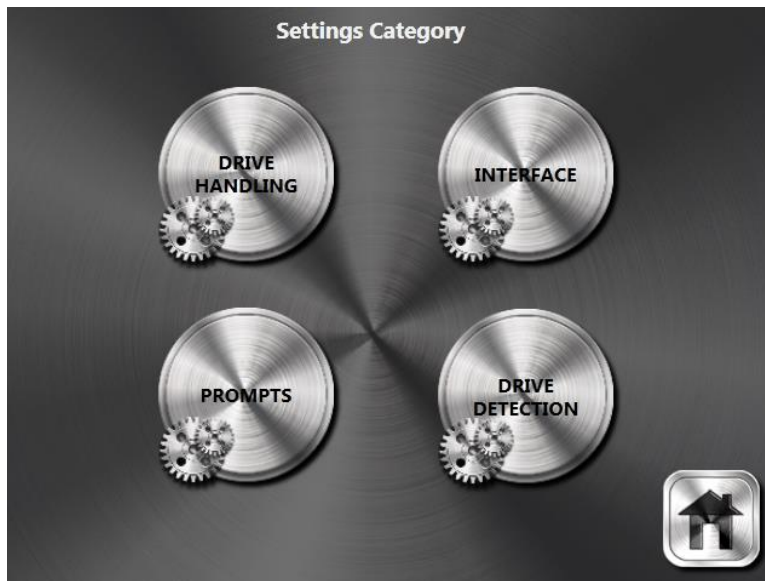 Settings Category
DRIVE
HANDLING
INTERFACE
PROMPTS
DRIVE
DETECTION